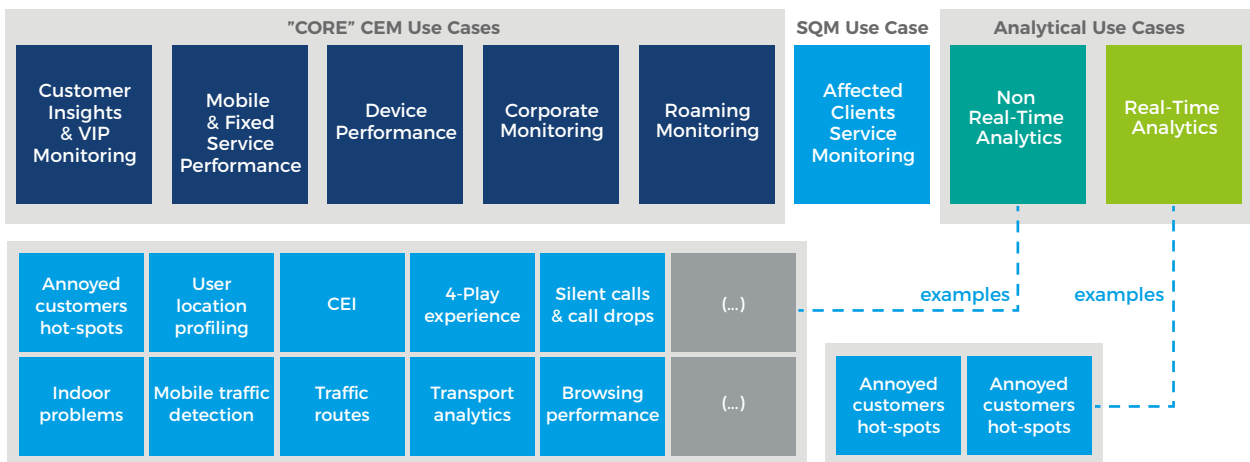 ”CORE” CEM Use Cases
SQM Use Case
Analytical Use Cases
Customer
Insights
& VIP
Monitoring
Mobile
& Fixed
Service
Performance
Device
Performance
Corporate
Monitoring
Roaming
Monitoring
Affected
Clients
Service
Monitoring
Non
Real-Time
Analytics
Real-Time
Analytics
Annoyed
customers
hot-spots
User
location
profiling
CEI
4-Play
experience
Silent calls
& call drops
(...)
examples
examples
Indoor
problems
Mobile traffic
detection
Traffic
routes
Transport
analytics
Browsing
performance
(...)
Annoyed
customers
hot-spots
Annoyed
customers
hot-spots